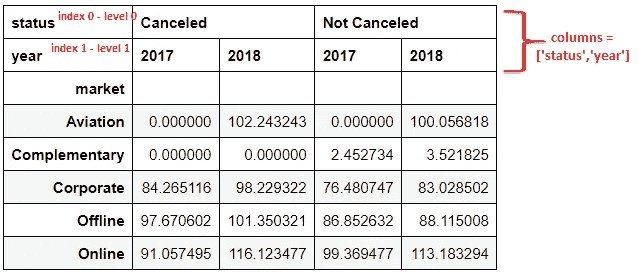 status index 0 - level 0 Canceled Not Canceled
year index 1 - level 1 2017 2018 2017 2018
columns =
['status','year']
market
Aviation 0.000000 102.243243 0.000000 100.056818
Complementary 0.000000 0.000000 2.452734 3.521825
Corporate 84.265116 98.229322 76.480747 83.028502
Offline 97.670602 101.350321 86.852632 88.115008
Online 91.057495 116.123477 99.369477 113.183294